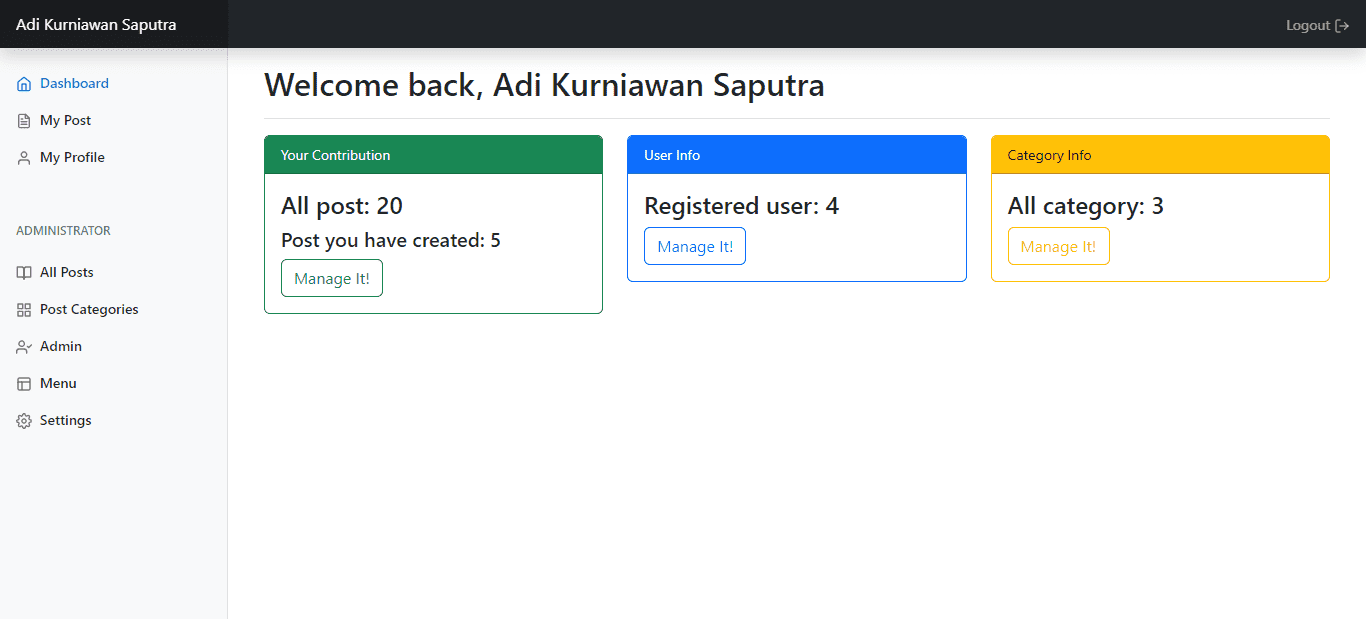 Adi Kurniawan Saputra
Logout
Dashboard
My Post
My Profile
ADMINISTRATOR
All Posts
Post Categories
Admin
Menu
Settings
Welcome back, Adi Kurniawan Saputra
Your Contribution
All post: 20
Post you have created: 5
Manage It!
User Info
Registered user: 4
Manage It!
Category Info
All category: 3
Manage It!